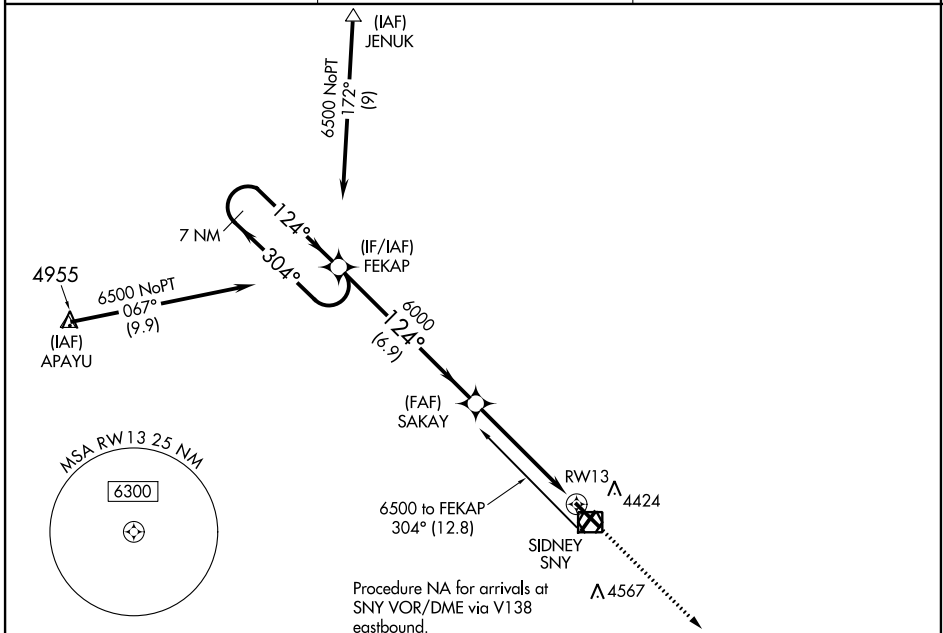 (IAF)
JENUK
6500 NoPT
172°
(9)
124°
7 NM
304°
(IF/IAF)
FEKAP
4955
6500 NoPT
067°
(9.9)
(IAF)
APAYU
6000
124°
(6.9)
(FAF)
SAKAY
MSA RW13 25 NM
6300
RW13
4424
6500 to FEKAP
304° (12.8)
SIDNEY
SNY
4567
Procedure NA for arrivals at
SNY VOR/DME via V138
eastbound.